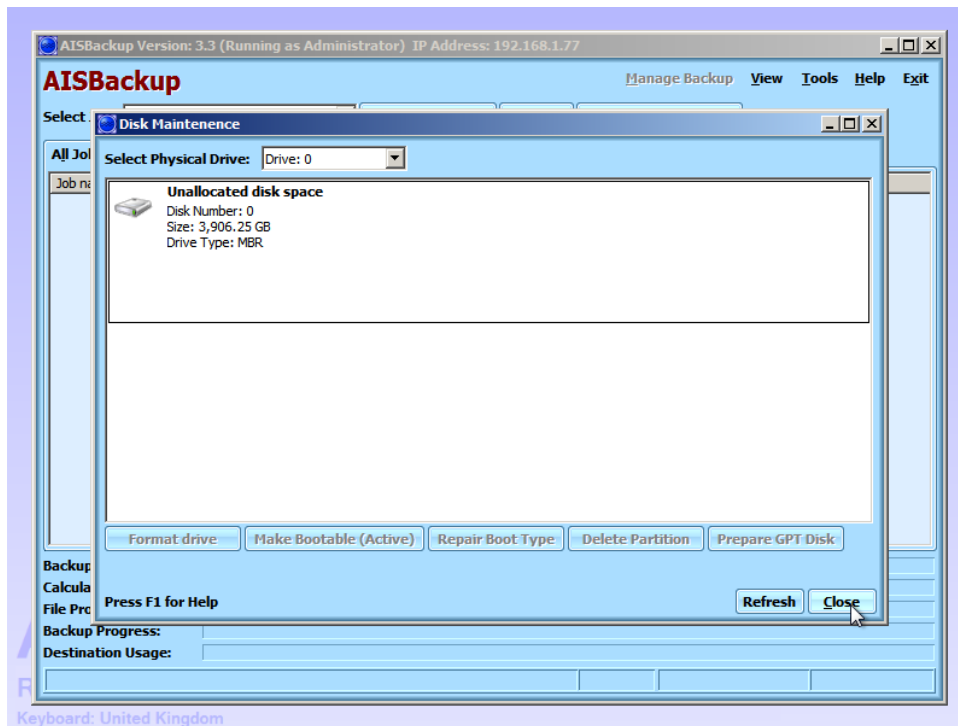 AISBackup Version: 3.3 (Running as Administrator) IP Address: 192.168.1.77
AISBackup
Manage Backup View Tools Help Exit
Select
Disk Maintenence
All Jo
Select Physical Drive: Drive: 0
Job na
Unallocated disk space
Disk Number: 0
Size: 3,906.25 GB
Drive Type: MBR
Format drive Make Bootable (Active) Repair Boot Type Delete Partition Prepare GPT Disk
Backup
Calcula
Press F1 for Help Refresh Close
File Pro
Backup Progress:
Destination Usage:
Keyboard: United Kingdom